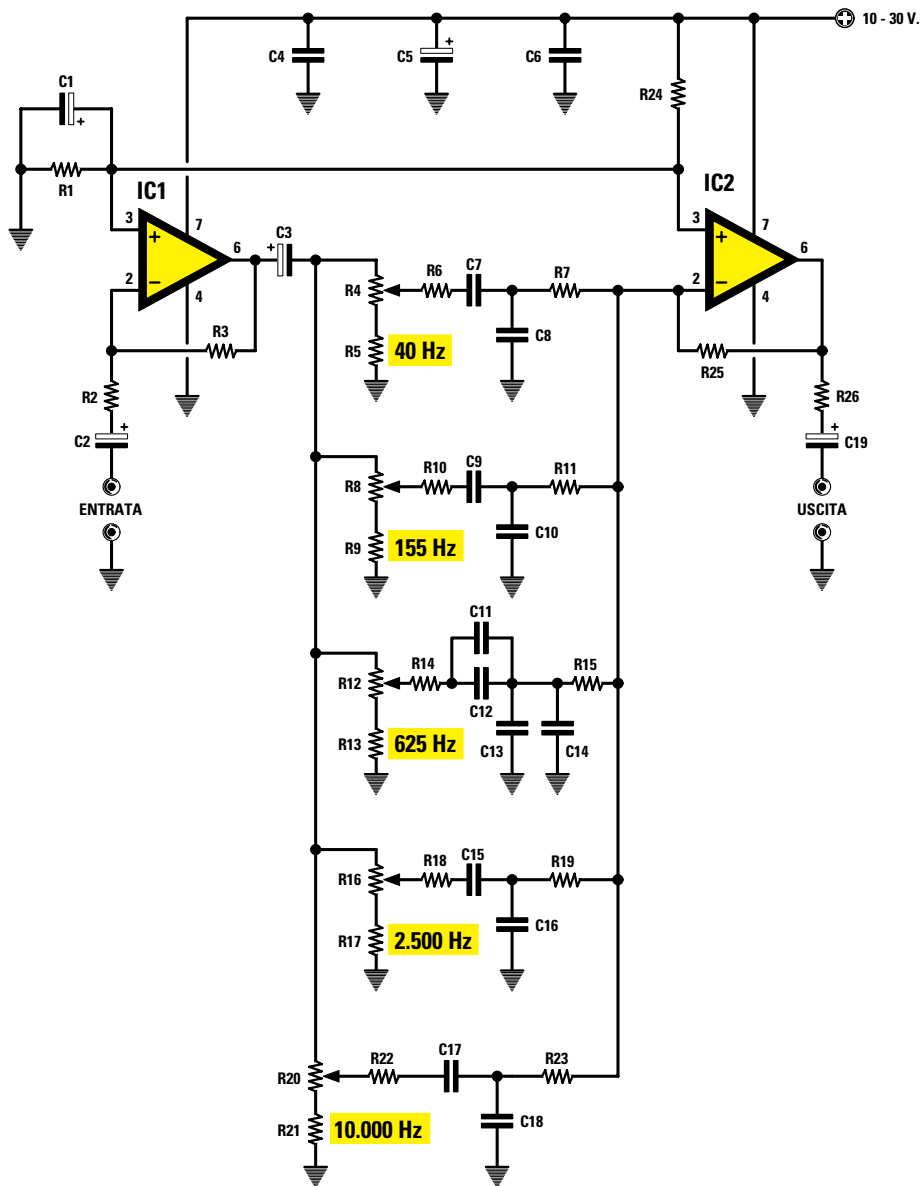 10 - 30 V.
C4
C5
+
C6
C1
+
R24
R1
IC1
IC2
3
+
7
6
2
−
4
+
C3
3
+
7
6
2
−
4
R4
R6
C7
R7
R3
R5
40 Hz
C8
R25
R2
R26
+
C2
+
C19
ENTRATA
USCITA
R8
R10
C9
R11
R9
155 Hz
C10
C11
R12
R14
C12
R15
R13
625 Hz
C13
C14
R16
R18
C15
R19
R17
2.500 Hz
C16
R20
R22
C17
R23
R21
10.000 Hz
C18